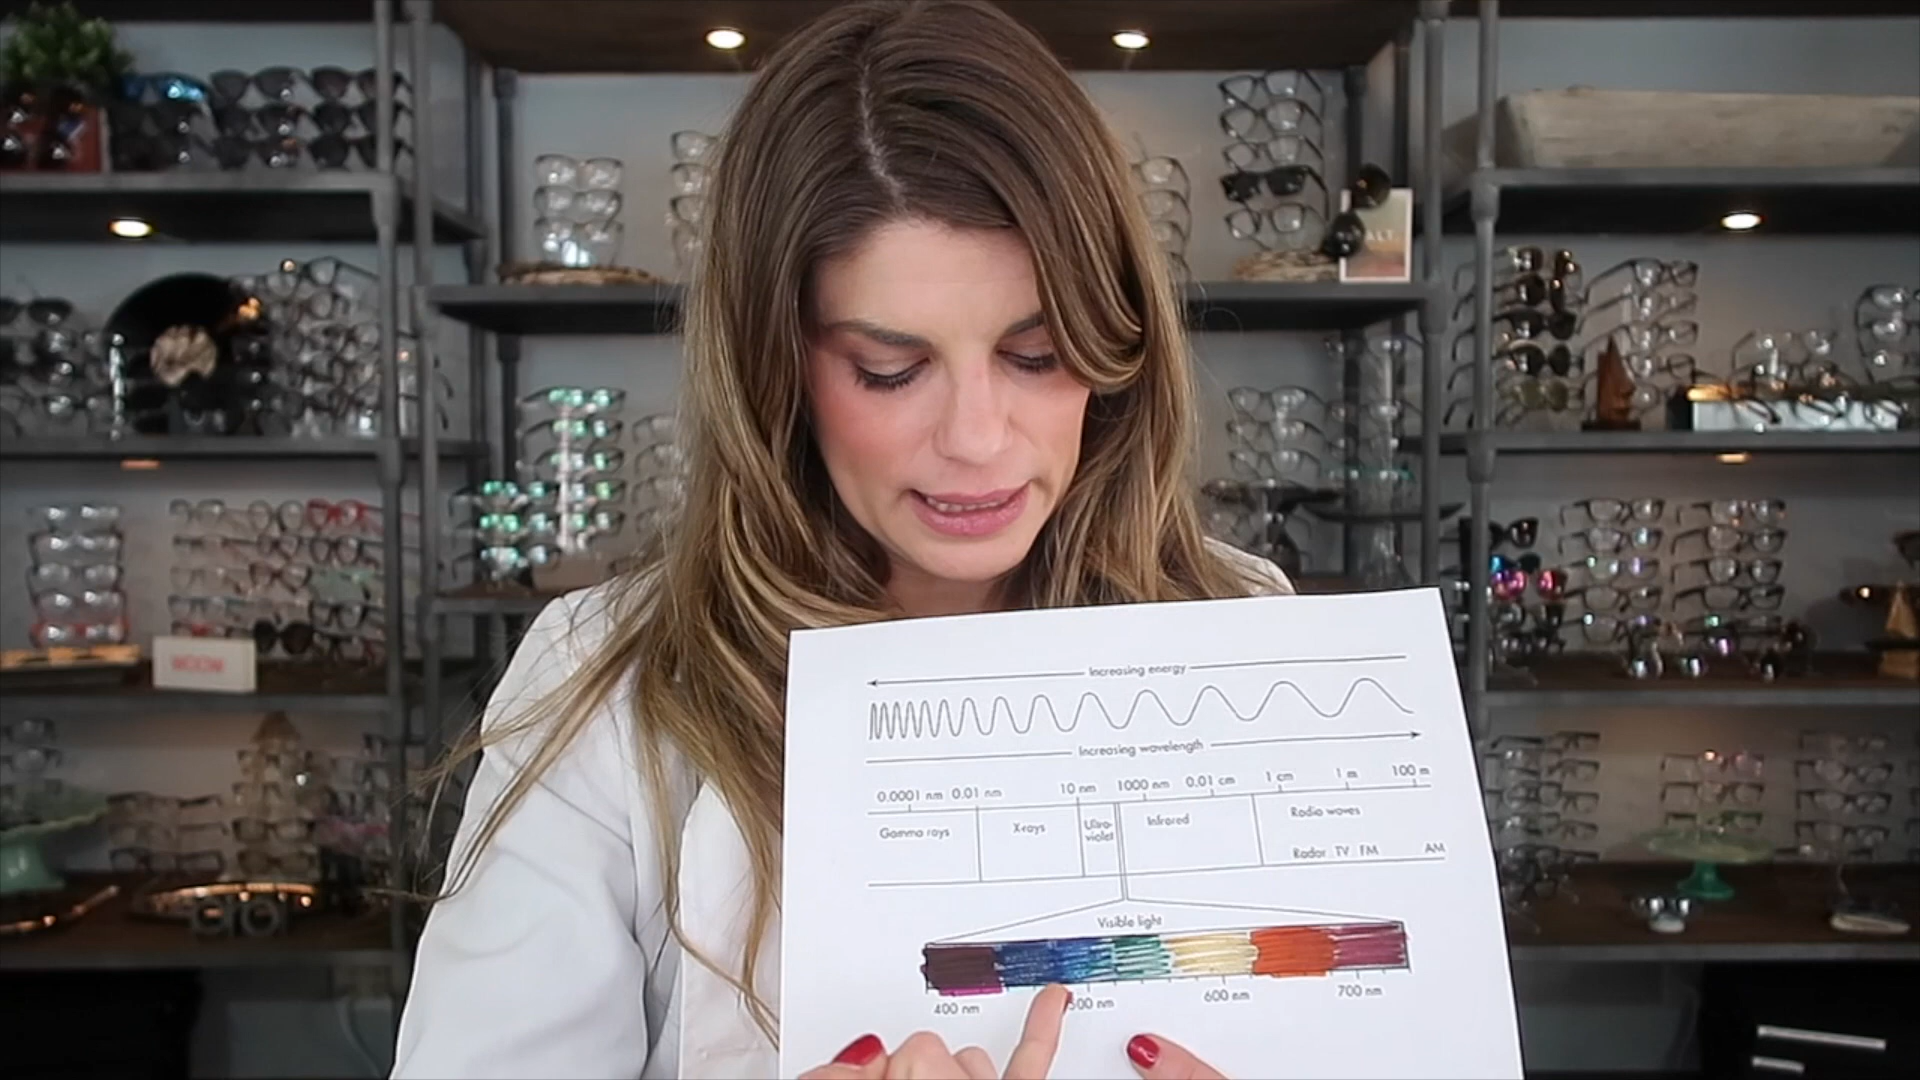 ALT.
WOOW
Increasing energy
Increasing wavelength
0.0001 nm 0.01 nm 10 nm 1000 nm 0.01 cm 1 cm 1 m 100 m
Gamma rays X-rays Ultra-
violet Infrared Radio waves
Radar TV FM AM
Visible light
400 nm 500 nm 600 nm 700 nm